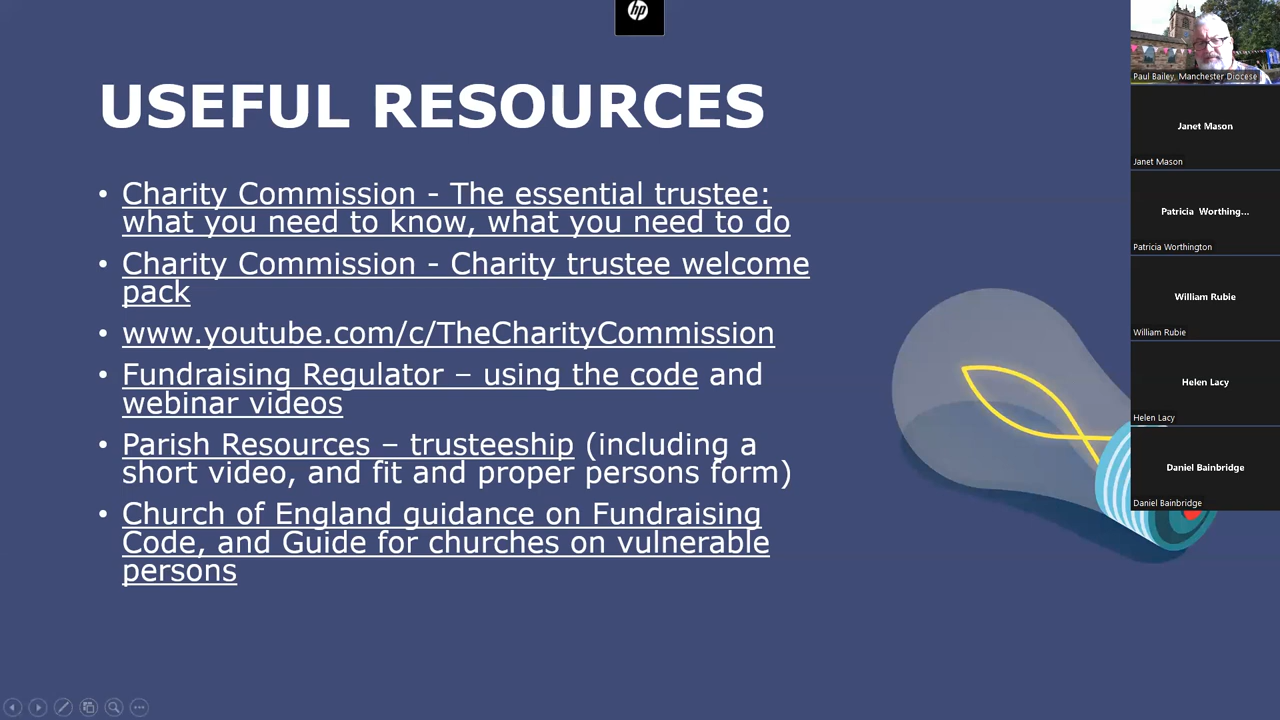 hp
USEFUL RESOURCES
• Charity Commission - The essential trustee:
what you need to know, what you need to do
• Charity Commission - Charity trustee welcome
pack
• www.youtube.com/c/TheCharityCommission
• Fundraising Regulator – using the code and
webinar videos
• Parish Resources – trusteeship (including a
short video, and fit and proper persons form)
• Church of England guidance on Fundraising
Code, and Guide for churches on vulnerable
persons
Paul Bailey, Manchester Diocese
Janet Mason
Janet Mason
Patricia Worthing...
Patricia Worthington
William Rubie
William Rubie
Helen Lacy
Helen Lacy
Daniel Bainbridge
Daniel Bainbridge